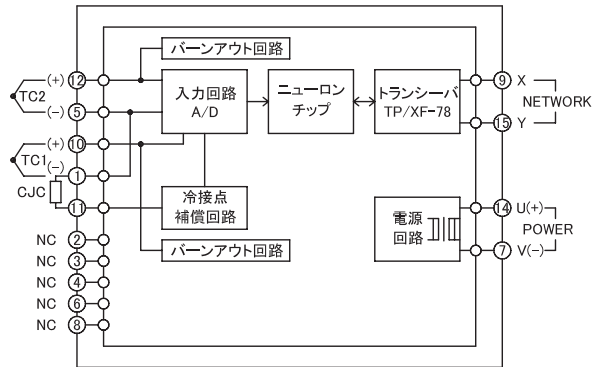 バーンアウト回路
TC2
(+)
12
(-)
5
入力回路
A/D
ニューロン
チップ
トランシーバ
TP/XF-78
9
X
15
Y
NETWORK
TC1
(+)
10
(-)
1
CJC
11
冷接点
補償回路
バーンアウト回路
電源
回路
14
U(+)
7
V(-)
POWER
NC
2
NC
3
NC
4
NC
6
NC
8